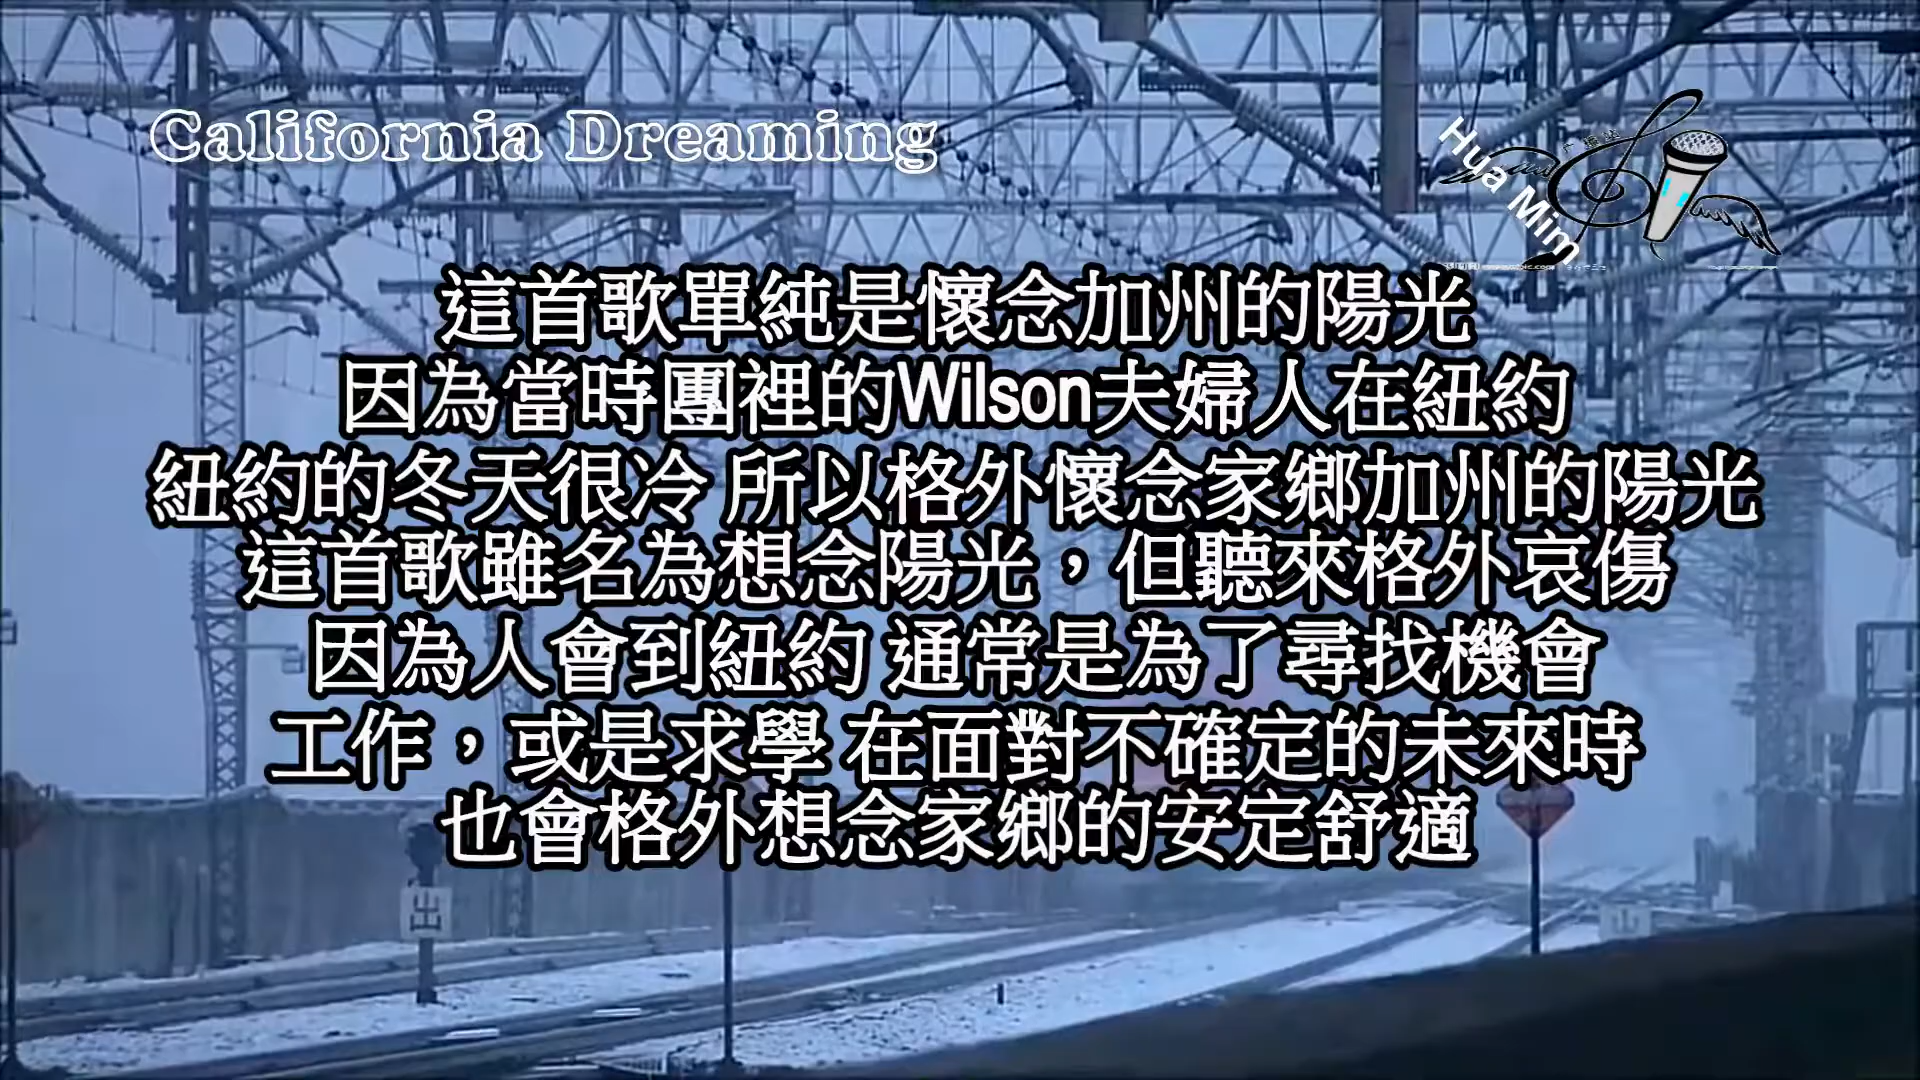 California Dreaming
Hua Mim
這首歌單純是懷念加州的陽光
因為當時團裡的Wilson夫婦人在紐約
紐約的冬天很冷 所以格外懷念家鄉加州的陽光
這首歌雖名為想念陽光，但聽來格外哀傷
因為人會到紐約 通常是為了尋找機會
工作，或是求學 在面對不確定的未來時
也會格外想念家鄉的安定舒適
出